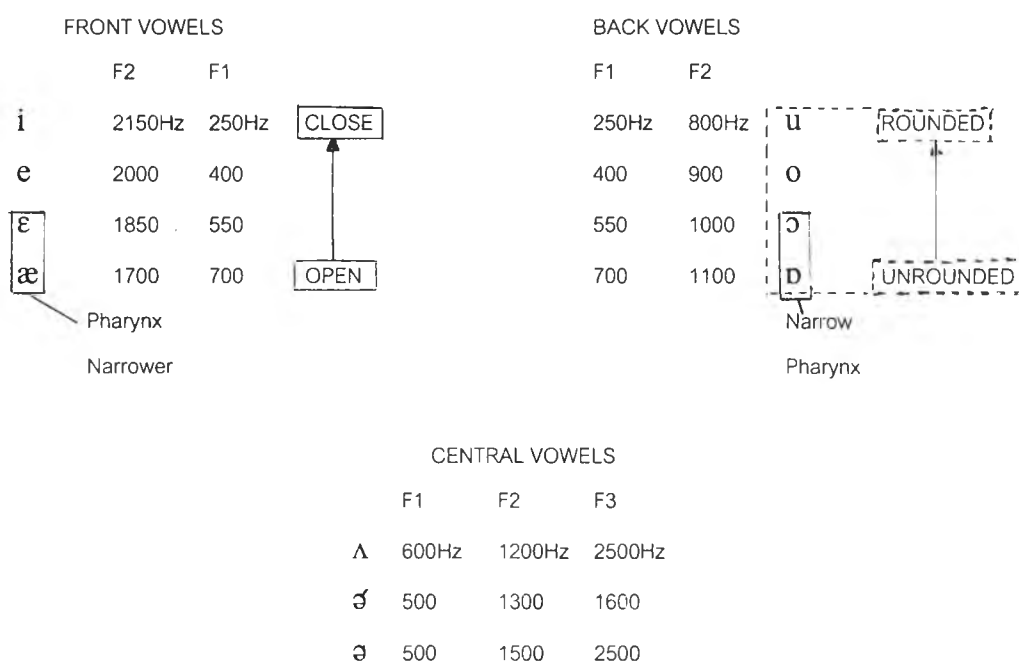 FRONT VOWELS
F2 F1
i 2150Hz 250Hz CLOSE
e 2000 400
ɛ 1850 550
æ 1700 700 OPEN
Pharynx
Narrower
BACK VOWELS
F1 F2
250Hz 800Hz u ROUNDED
400 900 o
550 1000 ɔ
700 1100 ɒ UNROUNDED
Narrow
Pharynx
CENTRAL VOWELS
F1 F2 F3
ʌ 600Hz 1200Hz 2500Hz
ɚ 500 1300 1600
ə 500 1500 2500